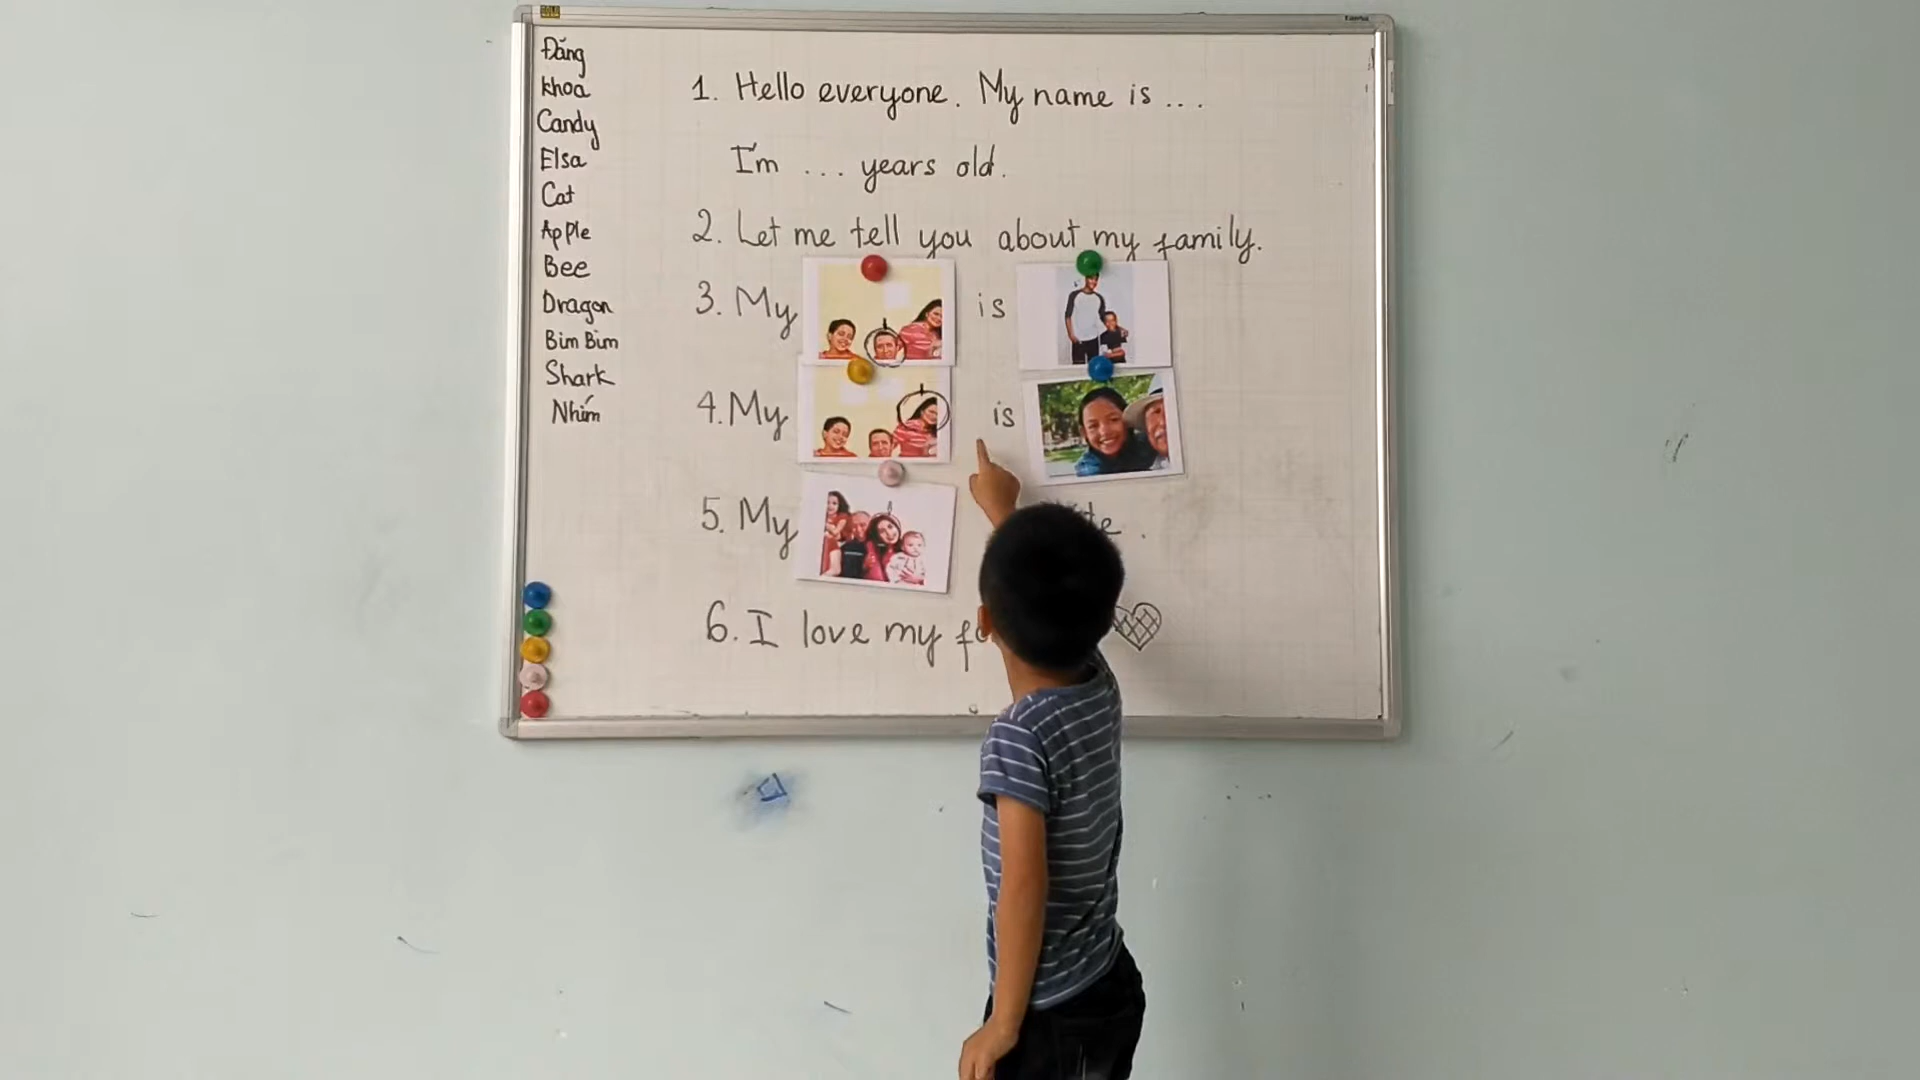 Đăng
khoa
Candy
Elsa
Cat
Apple
Bee
Dragon
Bim Bim
Shark
Nhím
1. Hello everyone. My name is ...
I'm ... years old.
2. Let me tell you about my family.
3. My is
4. My is
5. My .
6. I love my